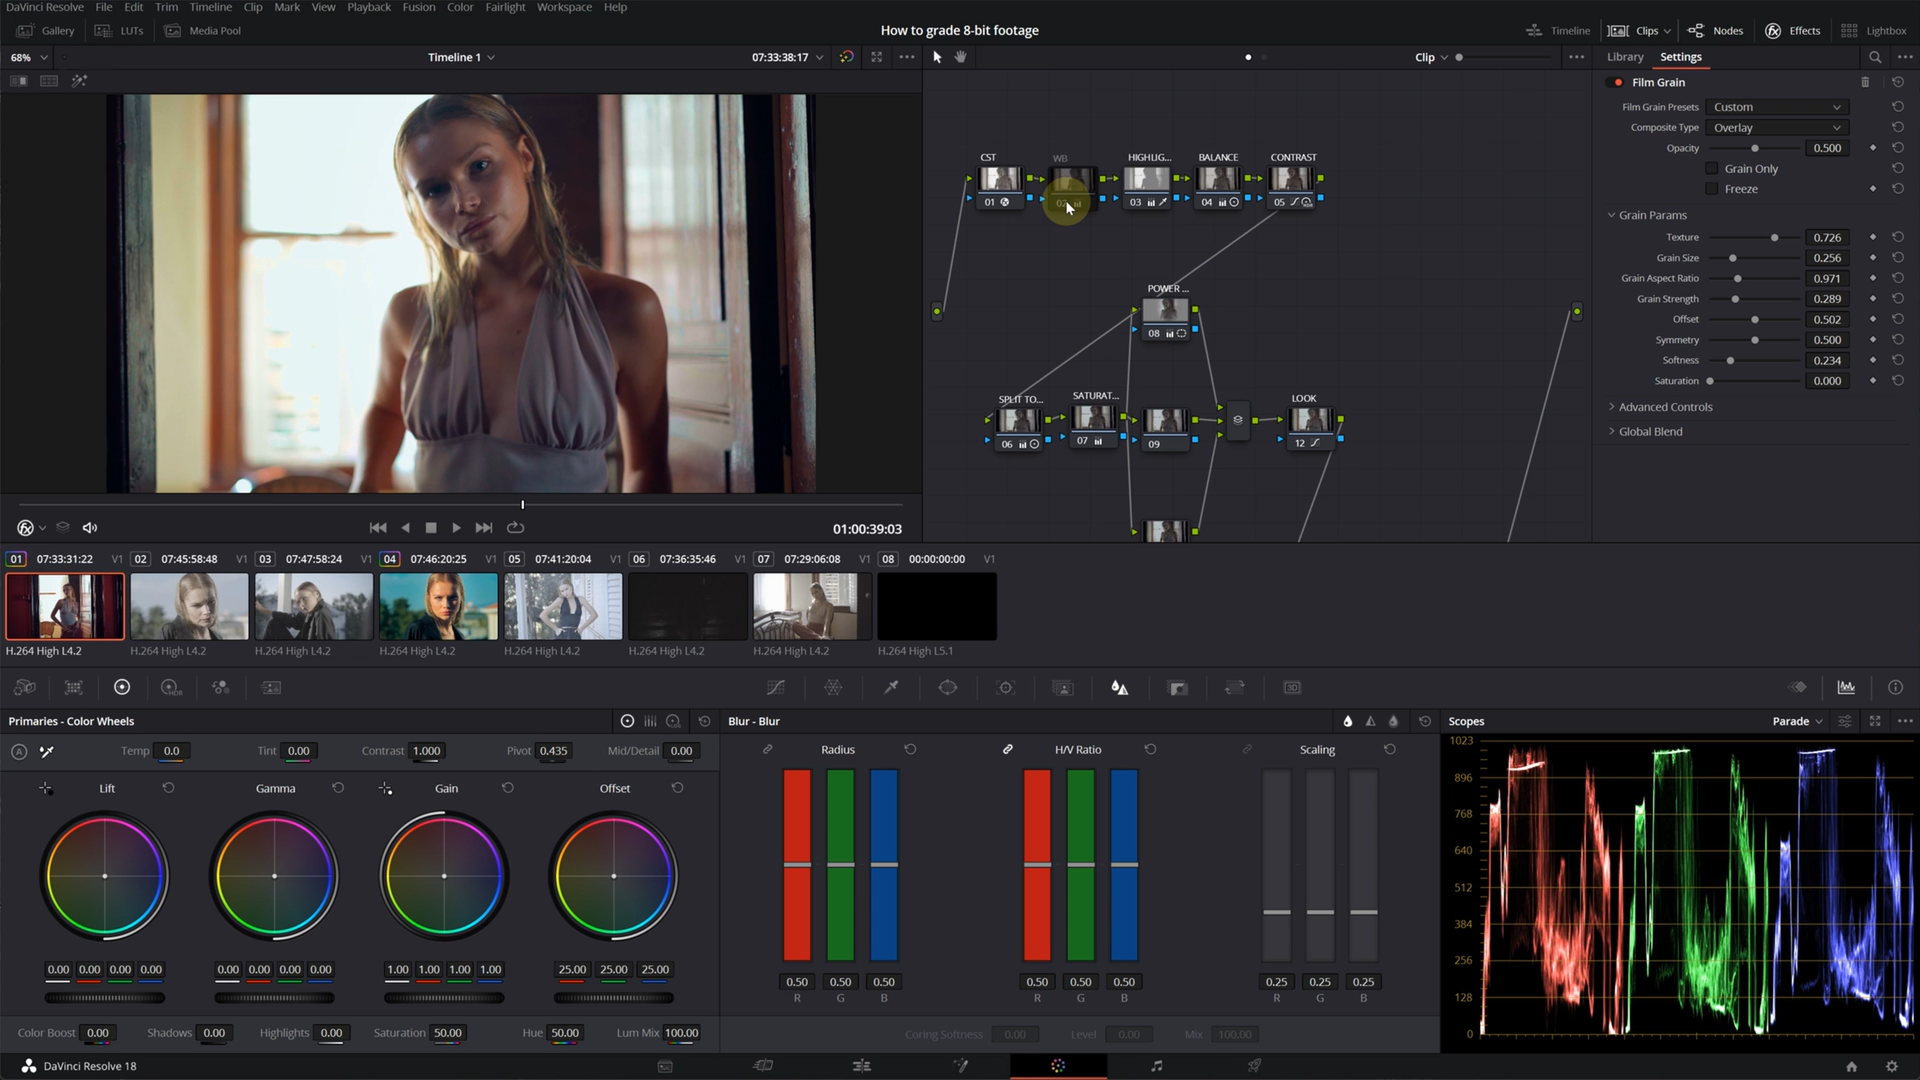 DaVinci Resolve File Edit Trim Timeline Clip Mark View Playback Fusion Color Fairlight Workspace Help
Gallery LUTs Media Pool How to grade 8-bit footage Timeline Clips Nodes Effects Lightbox
68% Timeline 1 07:33:38:17 Clip Library Settings
Film Grain
Film Grain Presets Custom
Composite Type Overlay
Opacity 0.500
Grain Only
Freeze
Grain Params
Texture 0.726
Grain Size 0.256
Grain Aspect Ratio 0.971
Grain Strength 0.289
Offset 0.502
Symmetry 0.500
Softness 0.234
Saturation 0.000
Advanced Controls
Global Blend
CST WB HIGHLIG... BALANCE CONTRAST
01 02 03 04 05
POWER ...
08
SPLIT TO... SATURAT... LOOK
06 07 09 12
01:00:39:03
01 07:33:31:22 V1 02 07:45:58:48 V1 03 07:47:58:24 V1 04 07:46:20:25 V1 05 07:41:20:04 V1 06 07:36:35:46 V1 07 07:29:06:08 V1 08 00:00:00:00 V1
H.264 High L4.2 H.264 High L4.2 H.264 High L4.2 H.264 High L4.2 H.264 High L4.2 H.264 High L4.2 H.264 High L4.2 H.264 High L5.1
HDR 3D
Primaries - Color Wheels Blur - Blur Scopes Parade
A Temp 0.0 Tint 0.00 Contrast 1.000 Pivot 0.435 Mid/Detail 0.00
Lift Gamma Gain Offset
0.00 0.00 0.00 0.00 0.00 0.00 0.00 0.00 1.00 1.00 1.00 1.00 25.00 25.00 25.00
Color Boost 0.00 Shadows 0.00 Highlights 0.00 Saturation 50.00 Hue 50.00 Lum Mix 100.00
Radius H/V Ratio Scaling
0.50 0.50 0.50 0.50 0.50 0.50 0.25 0.25 0.25
R G B R G B R G B
Coring Softness 0.00 Level 0.00 Mix 100.00
1023
896
768
640
512
384
256
128
0
DaVinci Resolve 18